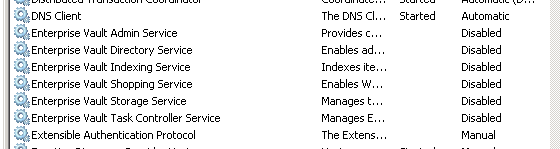 DNS Client The DNS Cl... Started Automatic
Enterprise Vault Admin Service Provides c... Disabled
Enterprise Vault Directory Service Enables ad... Disabled
Enterprise Vault Indexing Service Indexes ite... Disabled
Enterprise Vault Shopping Service Enables W... Disabled
Enterprise Vault Storage Service Manages t... Disabled
Enterprise Vault Task Controller Service Manages E... Disabled
Extensible Authentication Protocol The Extens... Manual